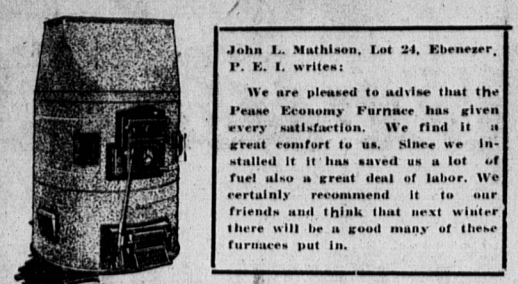 John L. Mathison, Lot 24, Ebenezer,
P. E. I. writes:
We are pleased to advise that the
Pease Economy Furnace has given
every satisfaction. We find it a
great comfort to us. Since we in-
stalled it it has saved us a lot of
fuel also a great deal of labor. We
certainly recommend it to our
friends and think that next winter
there will be a good many of these
furnaces put in.